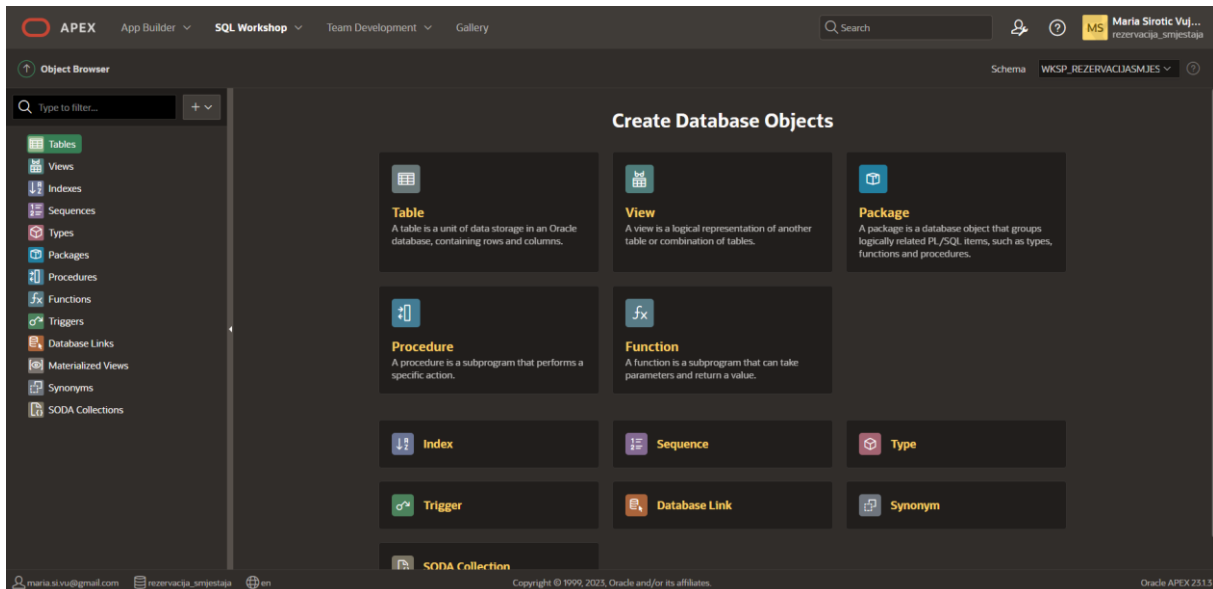 APEX App Builder SQL Workshop Team Development Gallery Search MS Maria Sirotic Vuj...
rezervacija_smjestaja
Object Browser Schema WKSP_REZERVACIJASMJES
Type to filter...
Tables
Views
Indexes
Sequences
Types
Packages
Procedures
Functions
Triggers
Database Links
Materialized Views
Synonyms
SODA Collections
Create Database Objects
Table
A table is a unit of data storage in an Oracle
database, containing rows and columns.
View
A view is a logical representation of another
table or combination of tables.
Package
A package is a database object that groups
logically related PL/SQL items, such as types,
functions and procedures.
Procedure
A procedure is a subprogram that performs a
specific action.
Function
A function is a subprogram that can take
parameters and return a value.
Index
Sequence
Type
Trigger
Database Link
Synonym
SODA Collection
maria.si.vu@gmail.com rezervacija_smjestaja en Copyright © 1999, 2023, Oracle and/or its affiliates. Oracle APEX 23.1.3